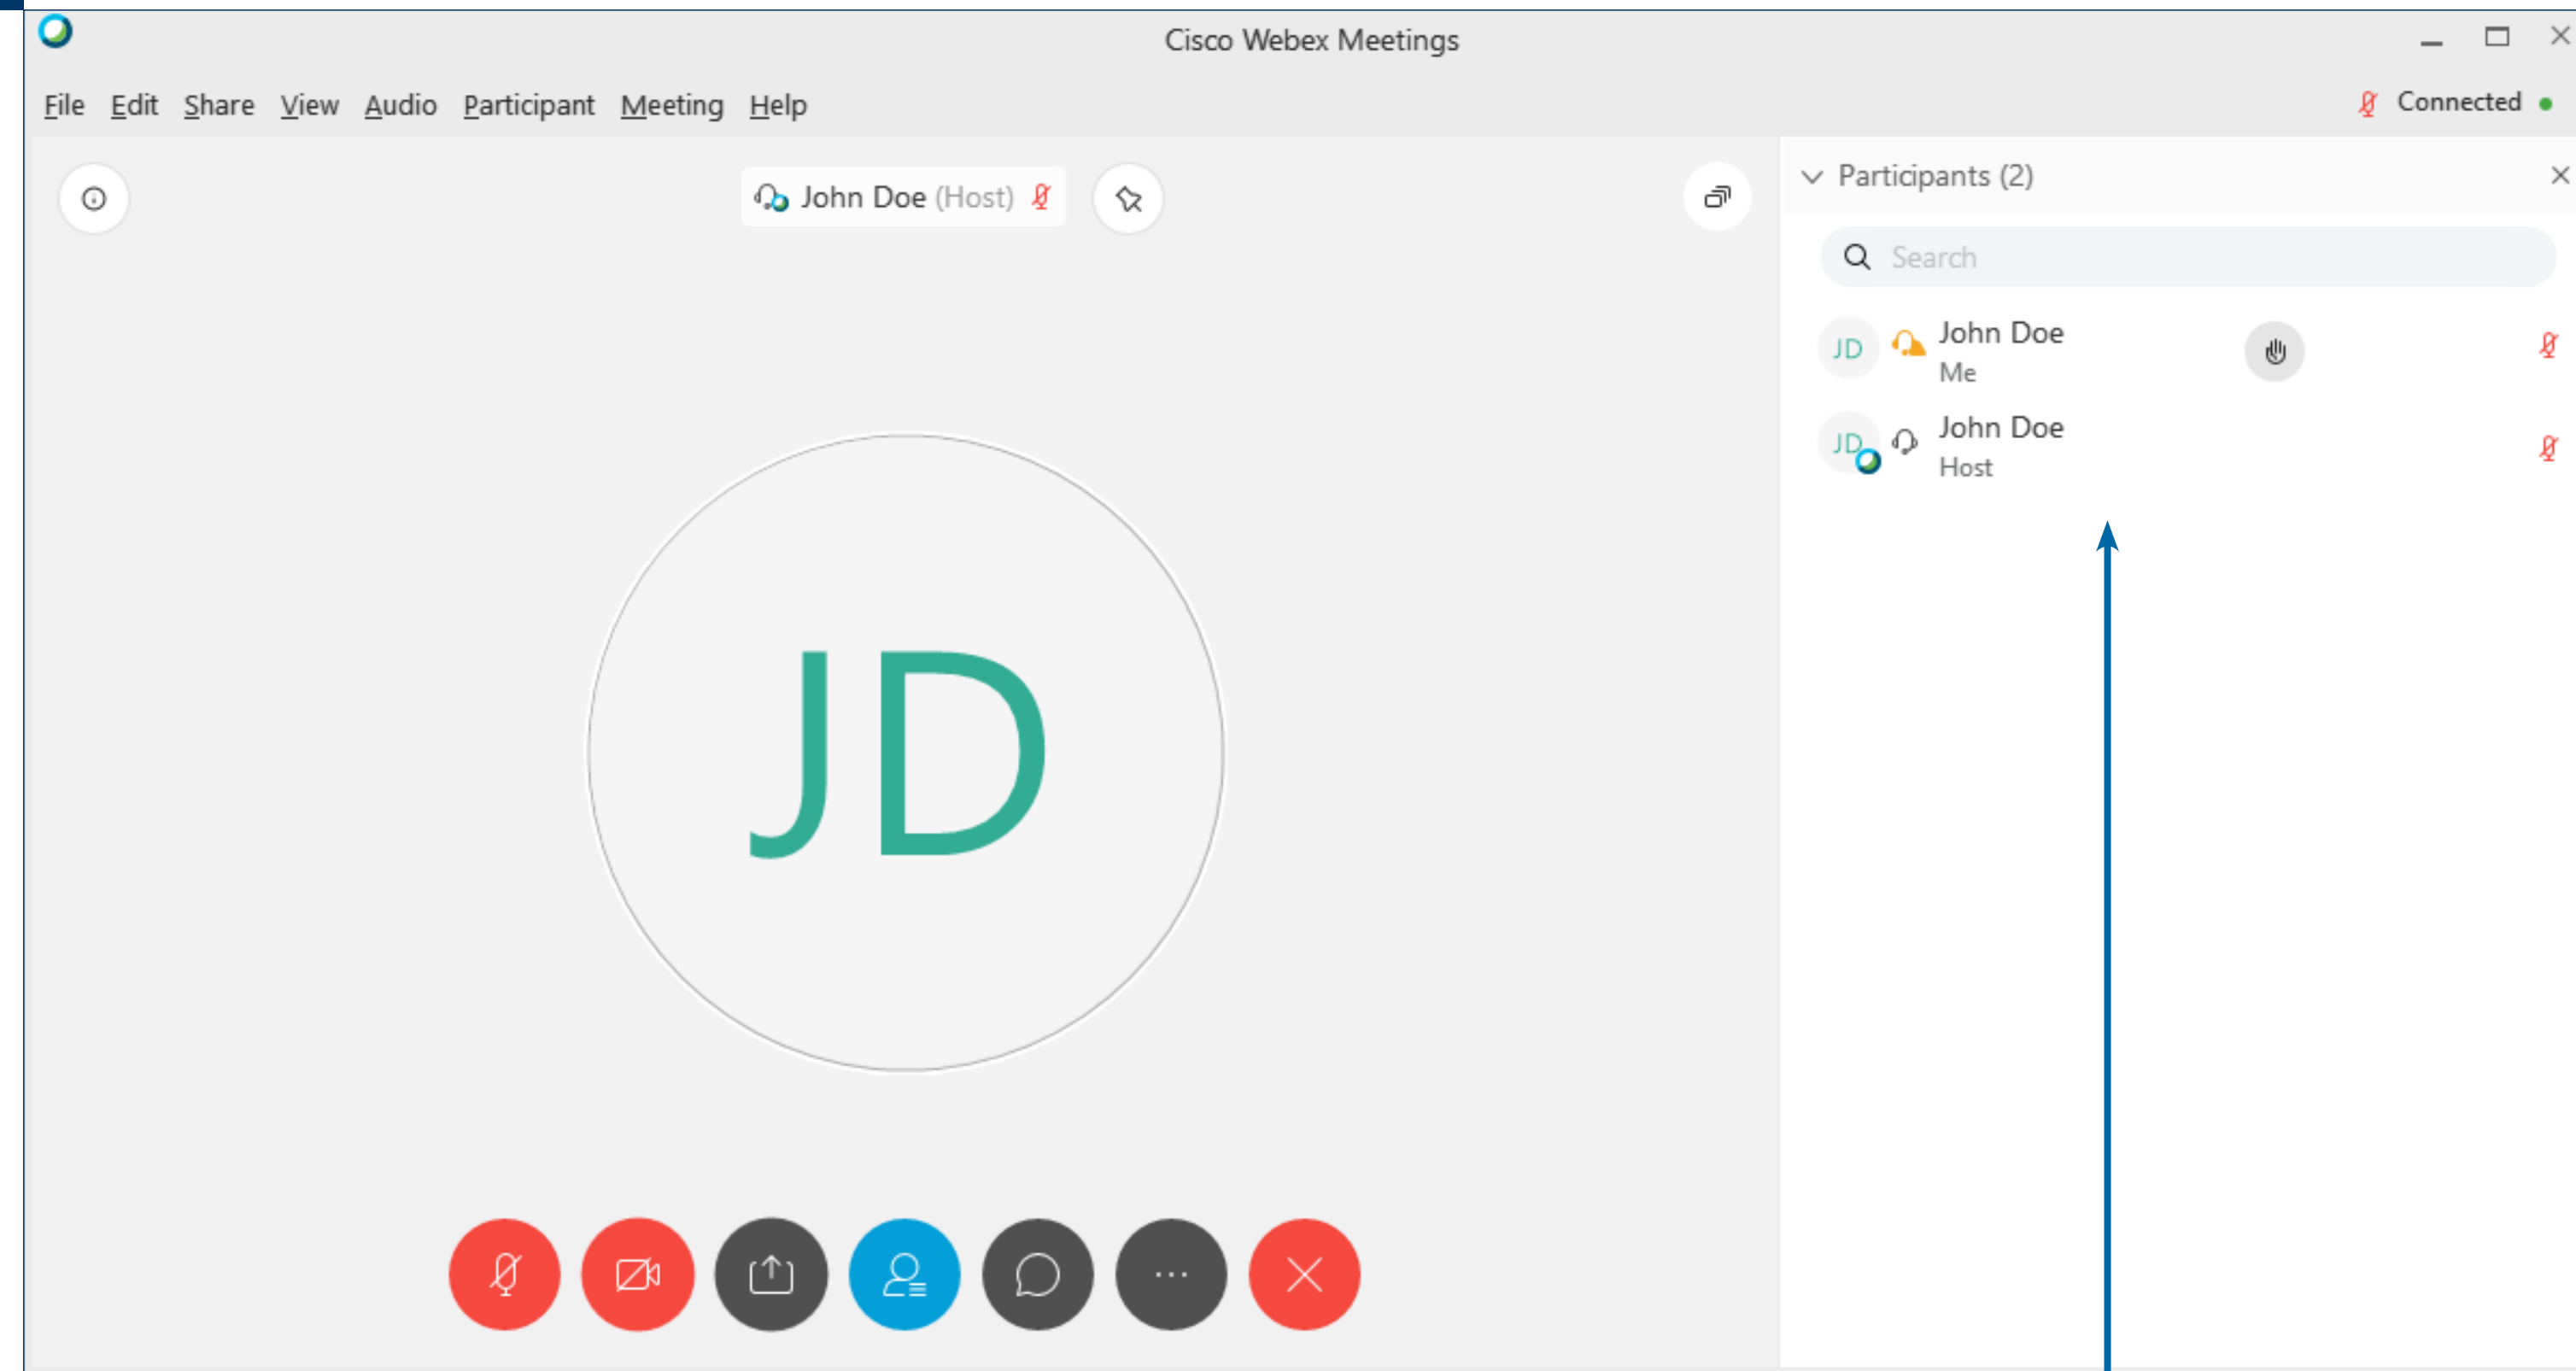 Cisco Webex Meetings
File Edit Share View Audio Participant Meeting Help
Connected
John Doe (Host)
Participants (2)
Search
JD John Doe
Me
JD John Doe
Host
JD